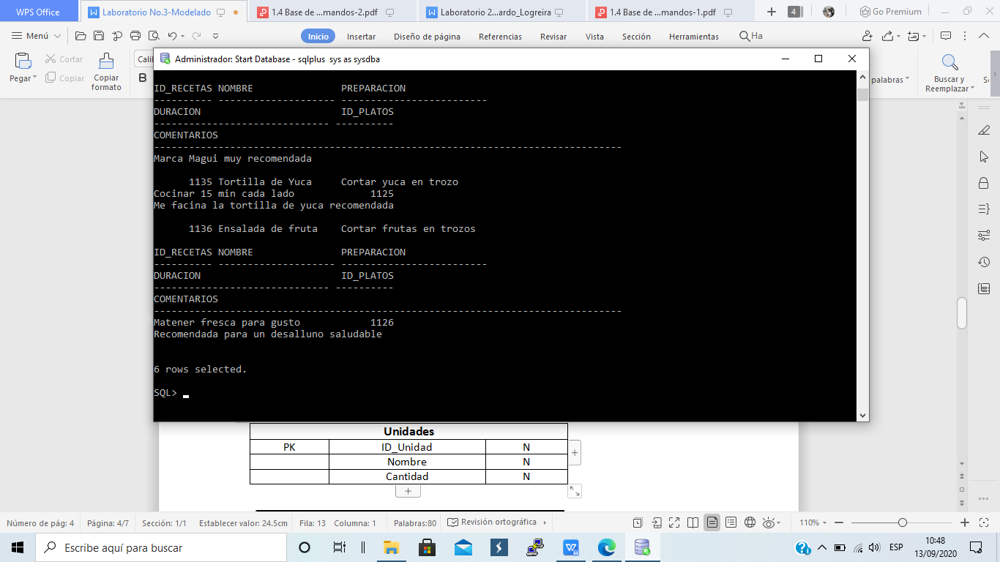 WPS Office
Laboratorio No.3-Modelado
1.4 Base de ...mandos-2.pdf
Laboratorio 2...ardo_Logreira
1.4 Base de ...mandos-1.pdf
4
Go Premium
Menú
Inicio
Insertar
Diseño de página
Referencias
Revisar
Vista
Sección
Herramientas
Ha
Pegar
Cortar
Copiar
Copiar
formato
Calib
B
palabras
Buscar y
Reemplazar
Administrador: Start Database - sqlplus sys as sysdba
ID_RECETAS NOMBRE PREPARACION
---------- -------------------- -------------------------
DURACION ID_PLATOS
------------------------------ ----------
COMENTARIOS
--------------------------------------------------------------------------------
Marca Magui muy recomendada
1135 Tortilla de Yuca Cortar yuca en trozo
Cocinar 15 min cada lado 1125
Me facina la tortilla de yuca recomendada
1136 Ensalada de fruta Cortar frutas en trozos
ID_RECETAS NOMBRE PREPARACION
---------- -------------------- -------------------------
DURACION ID_PLATOS
------------------------------ ----------
COMENTARIOS
--------------------------------------------------------------------------------
Matener fresca para gusto 1126
Recomendada para un desalluno saludable
6 rows selected.
SQL> _
Unidades
PK ID_Unidad N
Nombre N
Cantidad N
Número de pág: 4 Página: 4/7 Sección: 1/1 Establecer valor: 24.5cm Fila: 13 Columna: 1 Palabras:80 Revisión ortográfica 110%
Escribe aquí para buscar
ESP
10:48
13/09/2020